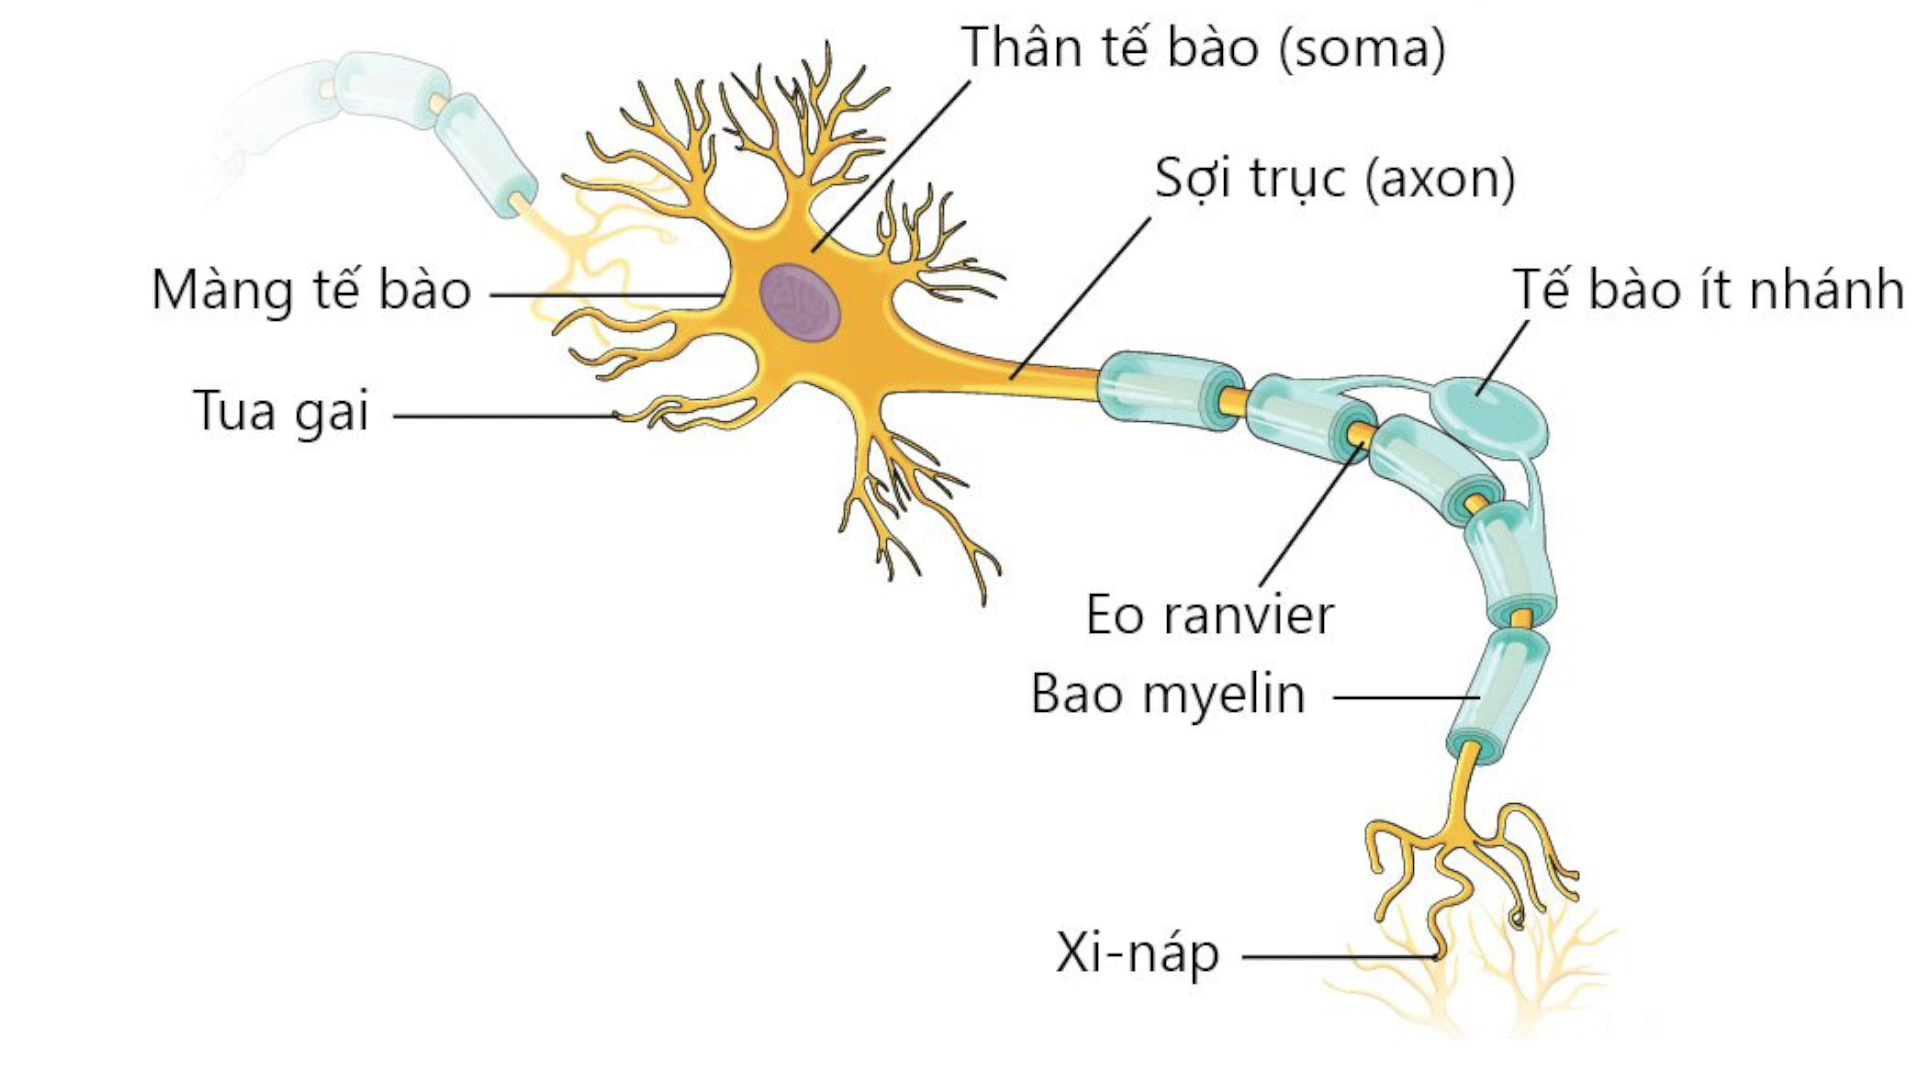 Thân tế bào (soma)
Sợi trục (axon)
Tế bào ít nhánh
Màng tế bào
Tua gai
Eo ranvier
Bao myelin
Xi-náp